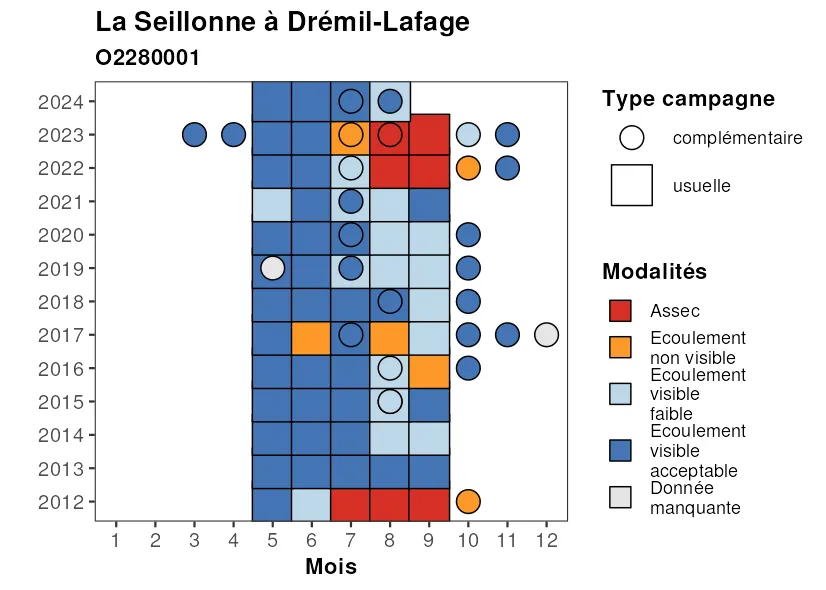 La Seillonne à Drémil-Lafage
O2280001
2024
2023
2022
2021
2020
2019
2018
2017
2016
2015
2014
2013
2012
1 2 3 4 5 6 7 8 9 10 11 12
Mois
Type campagne
complémentaire
usuelle
Modalités
Assec
Ecoulement
non visible
Ecoulement
visible
faible
Ecoulement
visible
acceptable
Donnée
manquante